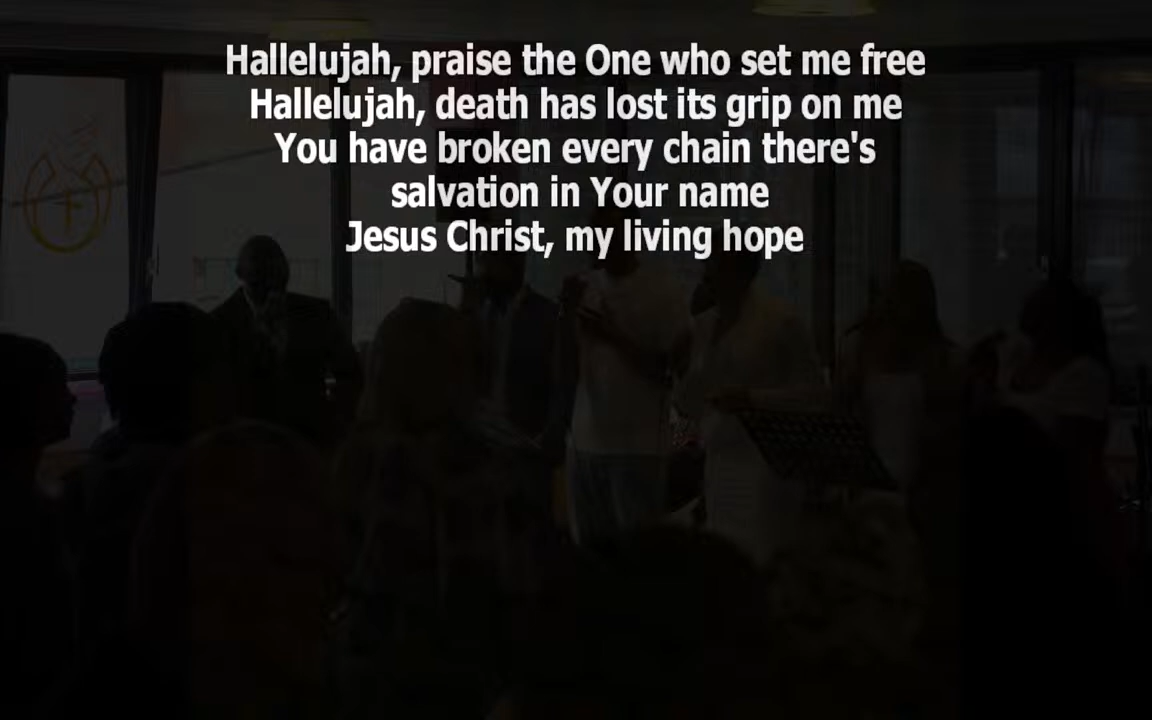 Hallelujah, praise the One who set me free
Hallelujah, death has lost its grip on me
You have broken every chain there's
salvation in Your name
Jesus Christ, my living hope